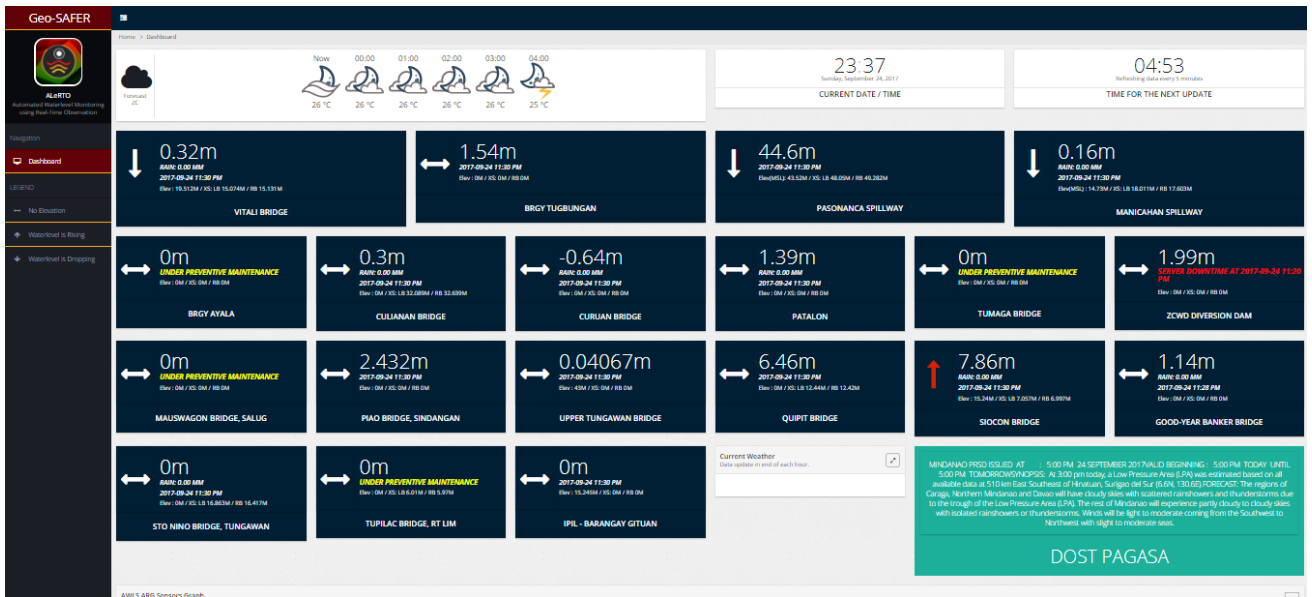 Geo-SAFER
ALeRTO
Automated Waterlevel Monitoring
using Real-Time Observation
Navigation
Dashboard
LEGEND
No Elevation
Waterlevel is Rising
Waterlevel is Dropping
Home > Dashboard
Forecast
Now 00:00 01:00 02:00 03:00 04:00
26 °C 26 °C 26 °C 26 °C 26 °C 25 °C
23:37
Sunday, September 24, 2017
CURRENT DATE / TIME
04:53
Refreshing data every 5 minutes
TIME FOR THE NEXT UPDATE
0.32m
RAIN: 0.00 MM
2017-09-24 11:30 PM
Elev : 19.512M / XS: LB 15.074M / RB 15.131M
VITALI BRIDGE
1.54m
2017-09-24 11:30 PM
Elev : 0M / XS: 0M / RB 0M
BRGY TUGBUNGAN
44.6m
2017-09-24 11:30 PM
Elev(MSL): 43.52M / XS: LB 48.05M / RB 49.282M
PASONANCA SPILLWAY
0.16m
RAIN: 0.00 MM
2017-09-24 11:30 PM
Elev(MSL) : 14.73M / XS: LB 18.011M / RB 17.603M
MANICAHAN SPILLWAY
0m
UNDER PREVENTIVE MAINTENANCE
Elev : 0M / XS: 0M / RB 0M
BRGY AYALA
0.3m
RAIN: 0.00 MM
2017-09-24 11:30 PM
Elev : 0M / XS: LB 32.089M / RB 32.639M
CULIANAN BRIDGE
-0.64m
RAIN: 0.00 MM
2017-09-24 11:30 PM
Elev : 0M / XS: 0M / RB 0M
CURUAN BRIDGE
1.39m
RAIN: 0.00 MM
2017-09-24 11:30 PM
Elev : 0M / XS: 0M / RB 0M
PATALON
0m
UNDER PREVENTIVE MAINTENANCE
Elev : 0M / XS: 0M / RB 0M
TUMAGA BRIDGE
1.99m
SERVER DOWNTIME AT 2017-09-24 11:20
PM
Elev : 0M / XS: 0M / RB 0M
ZCWD DIVERSION DAM
0m
UNDER PREVENTIVE MAINTENANCE
Elev : 0M / XS: 0M / RB 0M
MAUSWAGON BRIDGE, SALUG
2.432m
2017-09-24 11:30 PM
Elev : 0M / XS: 0M / RB 0M
PIAO BRIDGE, SINDANGAN
0.04067m
2017-09-24 11:30 PM
Elev : 43M / XS: 0M / RB 0M
UPPER TUNGAWAN BRIDGE
6.46m
2017-09-24 11:30 PM
Elev : 0M / XS: LB 12.44M / RB 12.42M
QUIPIT BRIDGE
7.86m
RAIN: 0.00 MM
2017-09-24 11:30 PM
Elev : 15.24M / XS: LB 7.057M / RB 6.997M
SIOCON BRIDGE
1.14m
RAIN: 0.00 MM
2017-09-24 11:28 PM
Elev : 0M / XS: 0M / RB 0M
GOOD-YEAR BANKER BRIDGE
0m
RAIN: 0.00 MM
2017-09-24 11:30 PM
Elev : 0M / XS: LB 16.863M / RB 16.417M
STO NINO BRIDGE, TUNGAWAN
0m
UNDER PREVENTIVE MAINTENANCE
Elev : 0M / XS: LB 6.01M / RB 5.97M
TUPILAC BRIDGE, RT LIM
0m
2017-09-24 11:30 PM
Elev : 15.245M / XS: 0M / RB 0M
IPIL - BARANGAY GITUAN
Current Weather
Data update in end of each hour.
MINDANAO PRSD ISSUED AT : 5:00 PM 24 SEPTEMBER 2017VALID BEGINNING : 5:00 PM TODAY UNTIL
5:00 PM TOMORROWSYNOPSIS: At 3:00 pm today, a Low Pressure Area (LPA) was estimated based on all
available data at 510 km East Southeast of Hinatuan, Surigao del Sur (6.6N, 130.6E).FORECAST: The regions of
Caraga, Northern Mindanao and Davao will have cloudy skies with scattered rainshowers and thunderstorms due
to the trough of the Low Pressure Area (LPA). The rest of Mindanao will experience partly cloudy to cloudy skies
with isolated rainshowers or thunderstorms. Winds will be light to moderate coming from the Southwest to
Northwest with slight to moderate seas.
DOST PAGASA
AWLS ARG Sensors Graph